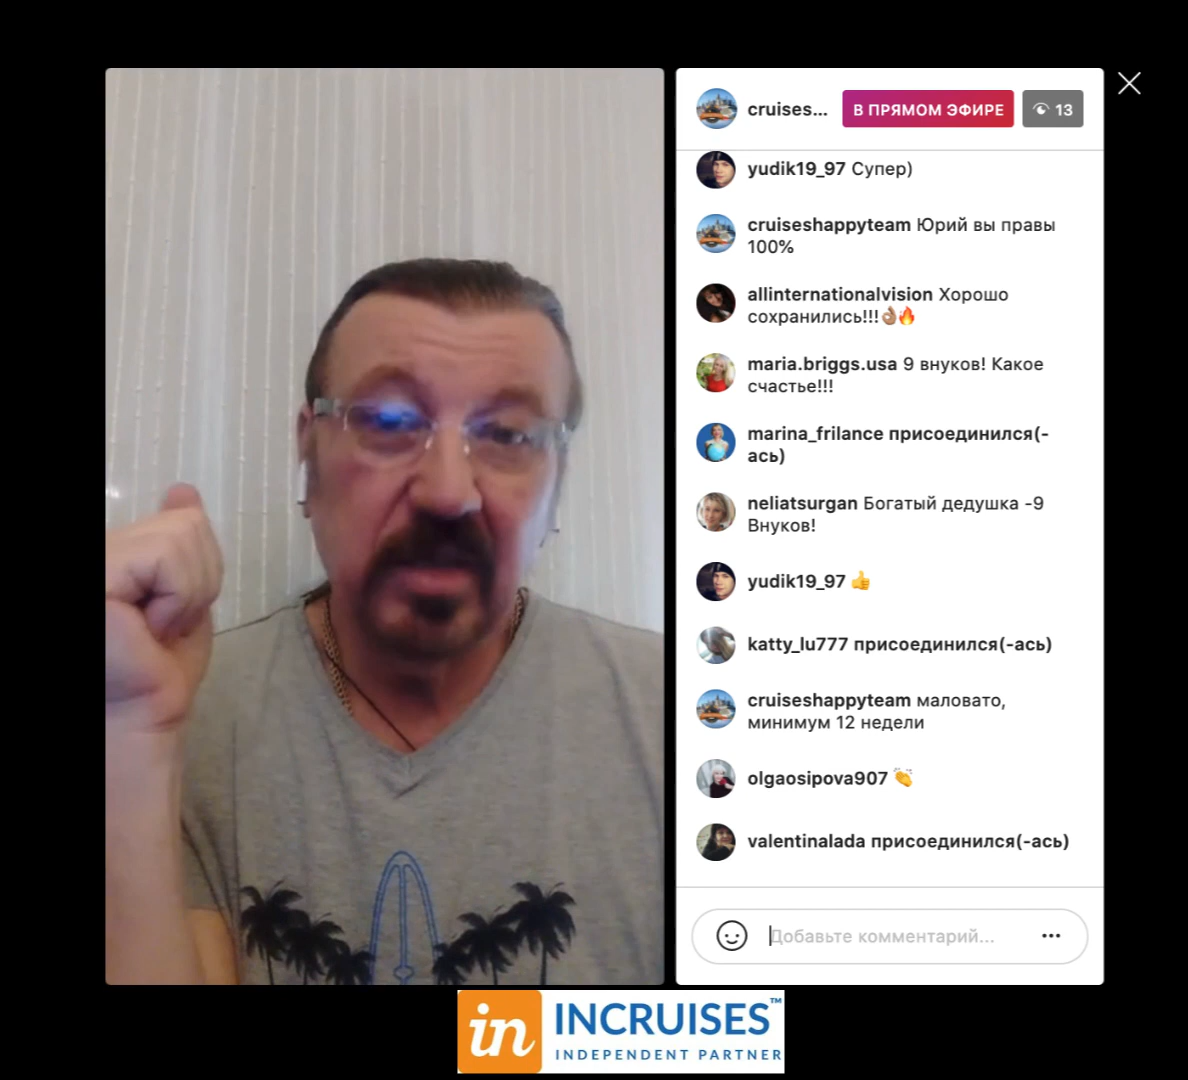 cruises...
В ПРЯМОМ ЭФИРЕ
13
yudik19_97 Супер)
cruiseshappyteam Юрий вы правы
100%
allinternationalvision Хорошо
сохранились!!!👌🏽🔥
maria.briggs.usa 9 внуков! Какое
счастье!!!
marina_frilance присоединился(-
ась)
neliatsurgan Богатый дедушка -9
Внуков!
yudik19_97 👍
katty_lu777 присоединился(-ась)
cruiseshappyteam маловато,
минимум 12 недели
olgaosipova907 👏
valentinalada присоединился(-ась)
Добавьте комментарий...
in INCRUISES™
INDEPENDENT PARTNER